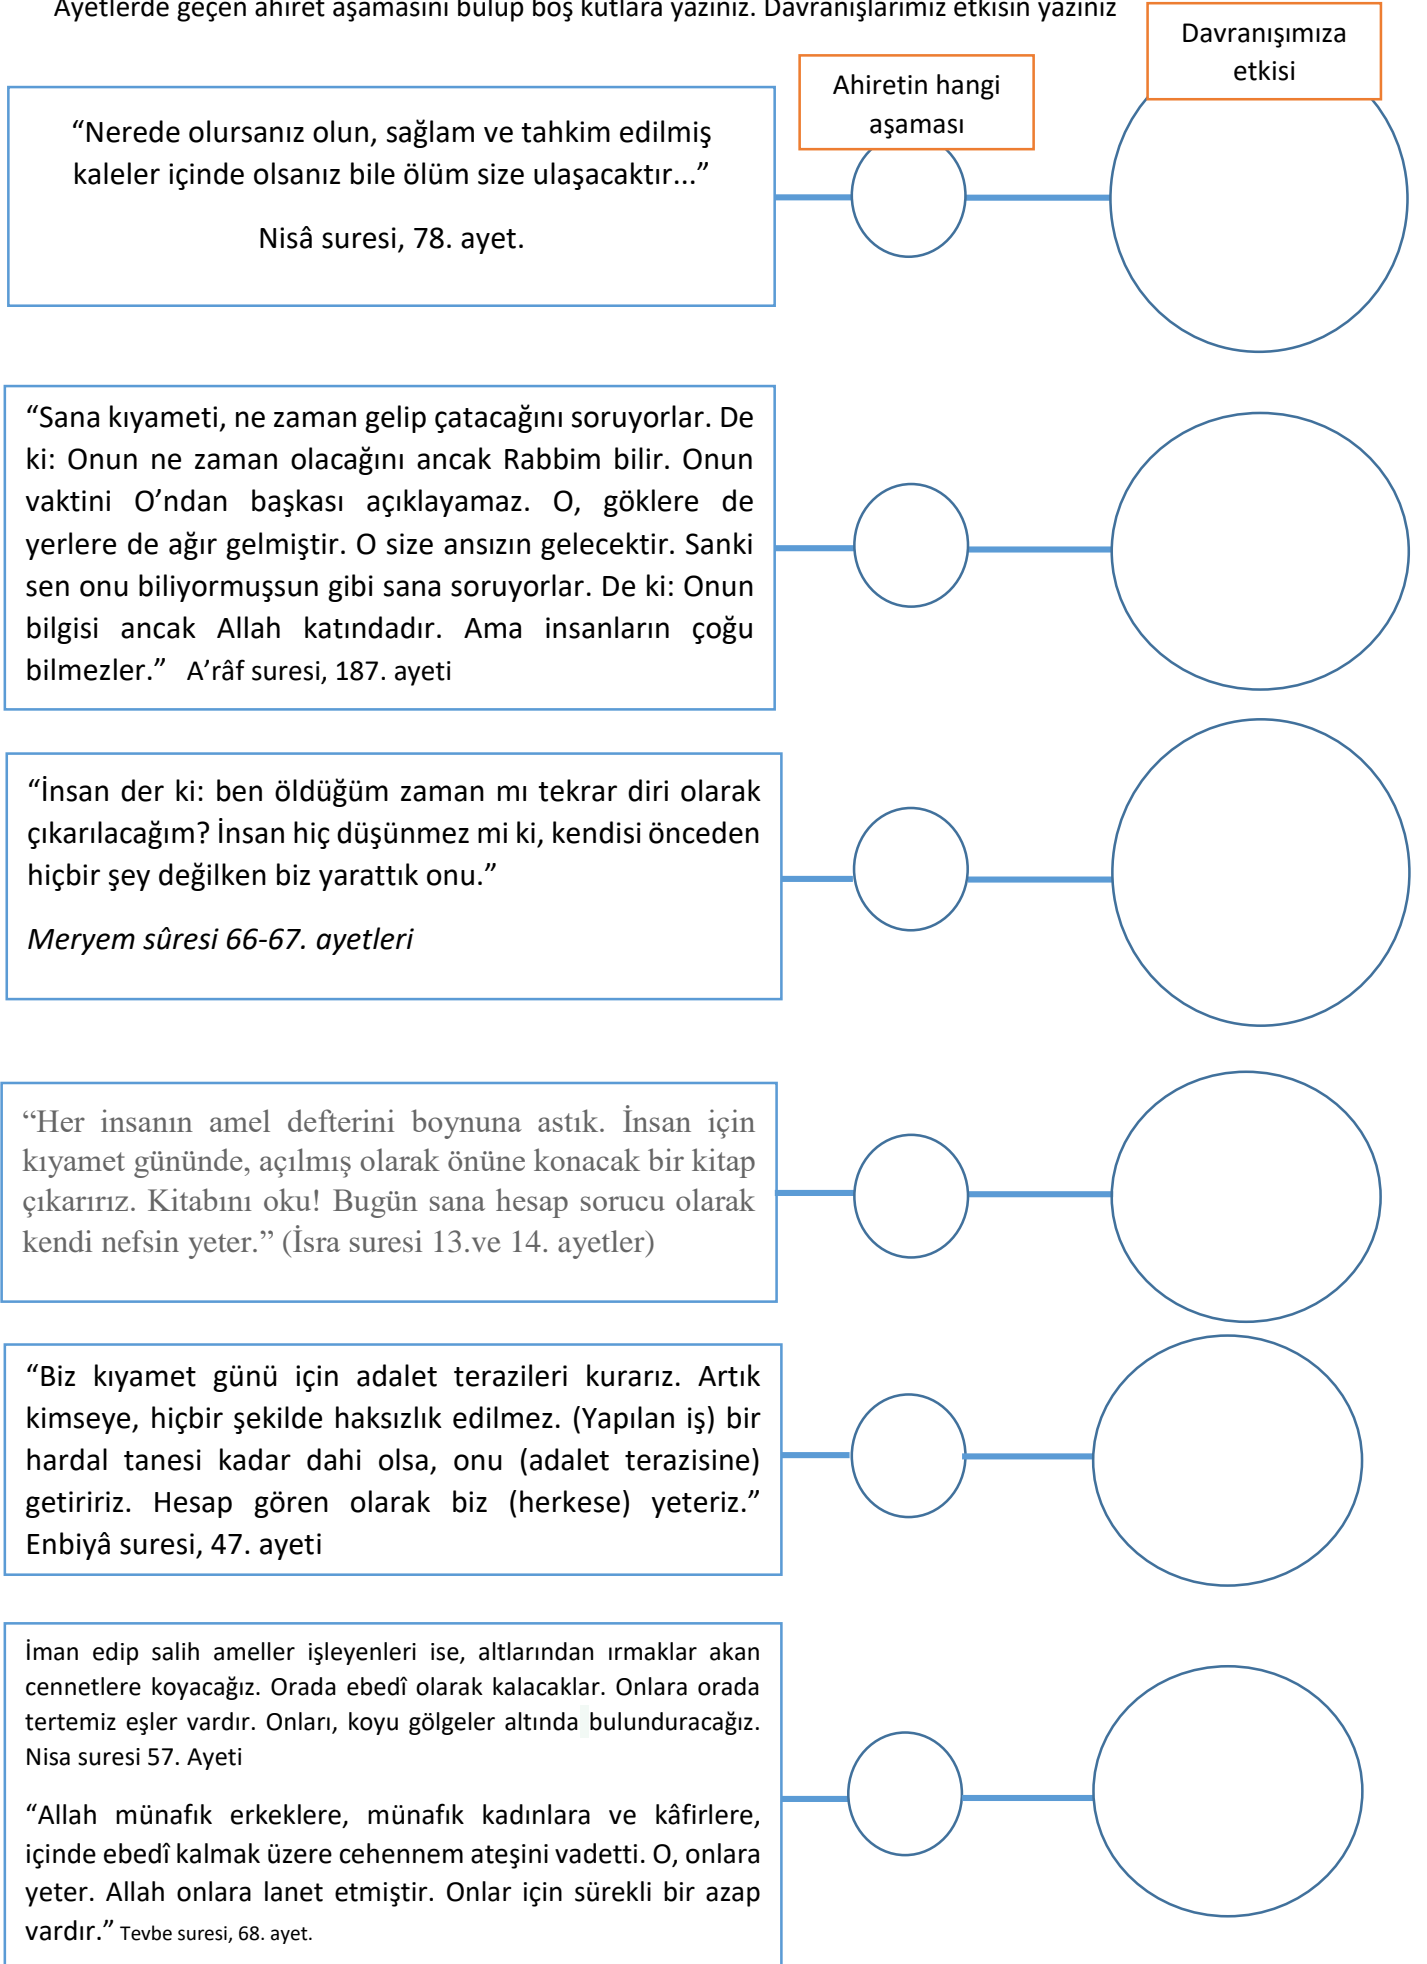 Ayetlerde geçen ahiret aşamasını bulup boş kutlara yazınız. Davranışlarımız etkisin yazınız
Davranışımıza
etkisi
Ahiretin hangi
aşaması
“Nerede olursanız olun, sağlam ve tahkim edilmiş
kaleler içinde olsanız bile ölüm size ulaşacaktır...”
Nisâ suresi, 78. ayet.
“Sana kıyameti, ne zaman gelip çatacağını soruyorlar. De
ki: Onun ne zaman olacağını ancak Rabbim bilir. Onun
vaktini O’ndan başkası açıklayamaz. O, göklere de
yerlere de ağır gelmiştir. O size ansızın gelecektir. Sanki
sen onu biliyormuşsun gibi sana soruyorlar. De ki: Onun
bilgisi ancak Allah katındadır. Ama insanların çoğu
bilmezler.” A’râf suresi, 187. ayeti
“İnsan der ki: ben öldüğüm zaman mı tekrar diri olarak
çıkarılacağım? İnsan hiç düşünmez mi ki, kendisi önceden
hiçbir şey değilken biz yarattık onu.”
Meryem sûresi 66-67. ayetleri
“Her insanın amel defterini boynuna astık. İnsan için
kıyamet gününde, açılmış olarak önüne konacak bir kitap
çıkarırız. Kitabını oku! Bugün sana hesap sorucu olarak
kendi nefsin yeter.” (İsra suresi 13.ve 14. ayetler)
“Biz kıyamet günü için adalet terazileri kurarız. Artık
kimseye, hiçbir şekilde haksızlık edilmez. (Yapılan iş) bir
hardal tanesi kadar dahi olsa, onu (adalet terazisine)
getiririz. Hesap gören olarak biz (herkese) yeteriz.”
Enbiyâ suresi, 47. ayeti
İman edip salih ameller işleyenleri ise, altlarından ırmaklar akan
cennetlere koyacağız. Orada ebedî olarak kalacaklar. Onlara orada
tertemiz eşler vardır. Onları, koyu gölgeler altında bulunduracağız.
Nisa suresi 57. Ayeti
“Allah münafık erkeklere, münafık kadınlara ve kâfirlere,
içinde ebedî kalmak üzere cehennem ateşini vadetti. O, onlara
yeter. Allah onlara lanet etmiştir. Onlar için sürekli bir azap
vardır.” Tevbe suresi, 68. ayet.